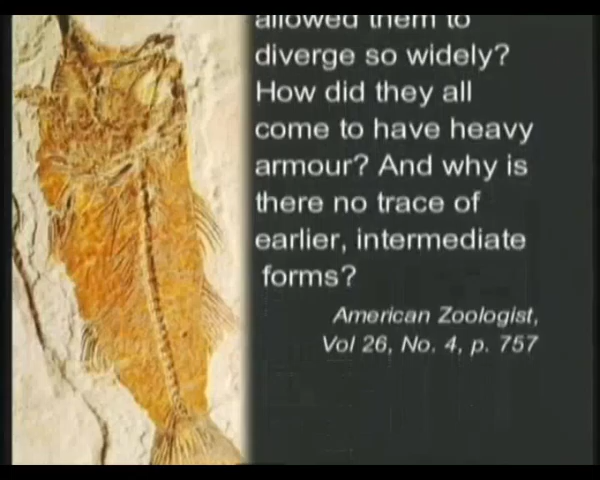 allowed them to
diverge so widely?
How did they all
come to have heavy
armour? And why is
there no trace of
earlier, intermediate
forms?
American Zoologist,
Vol 26, No. 4, p. 757